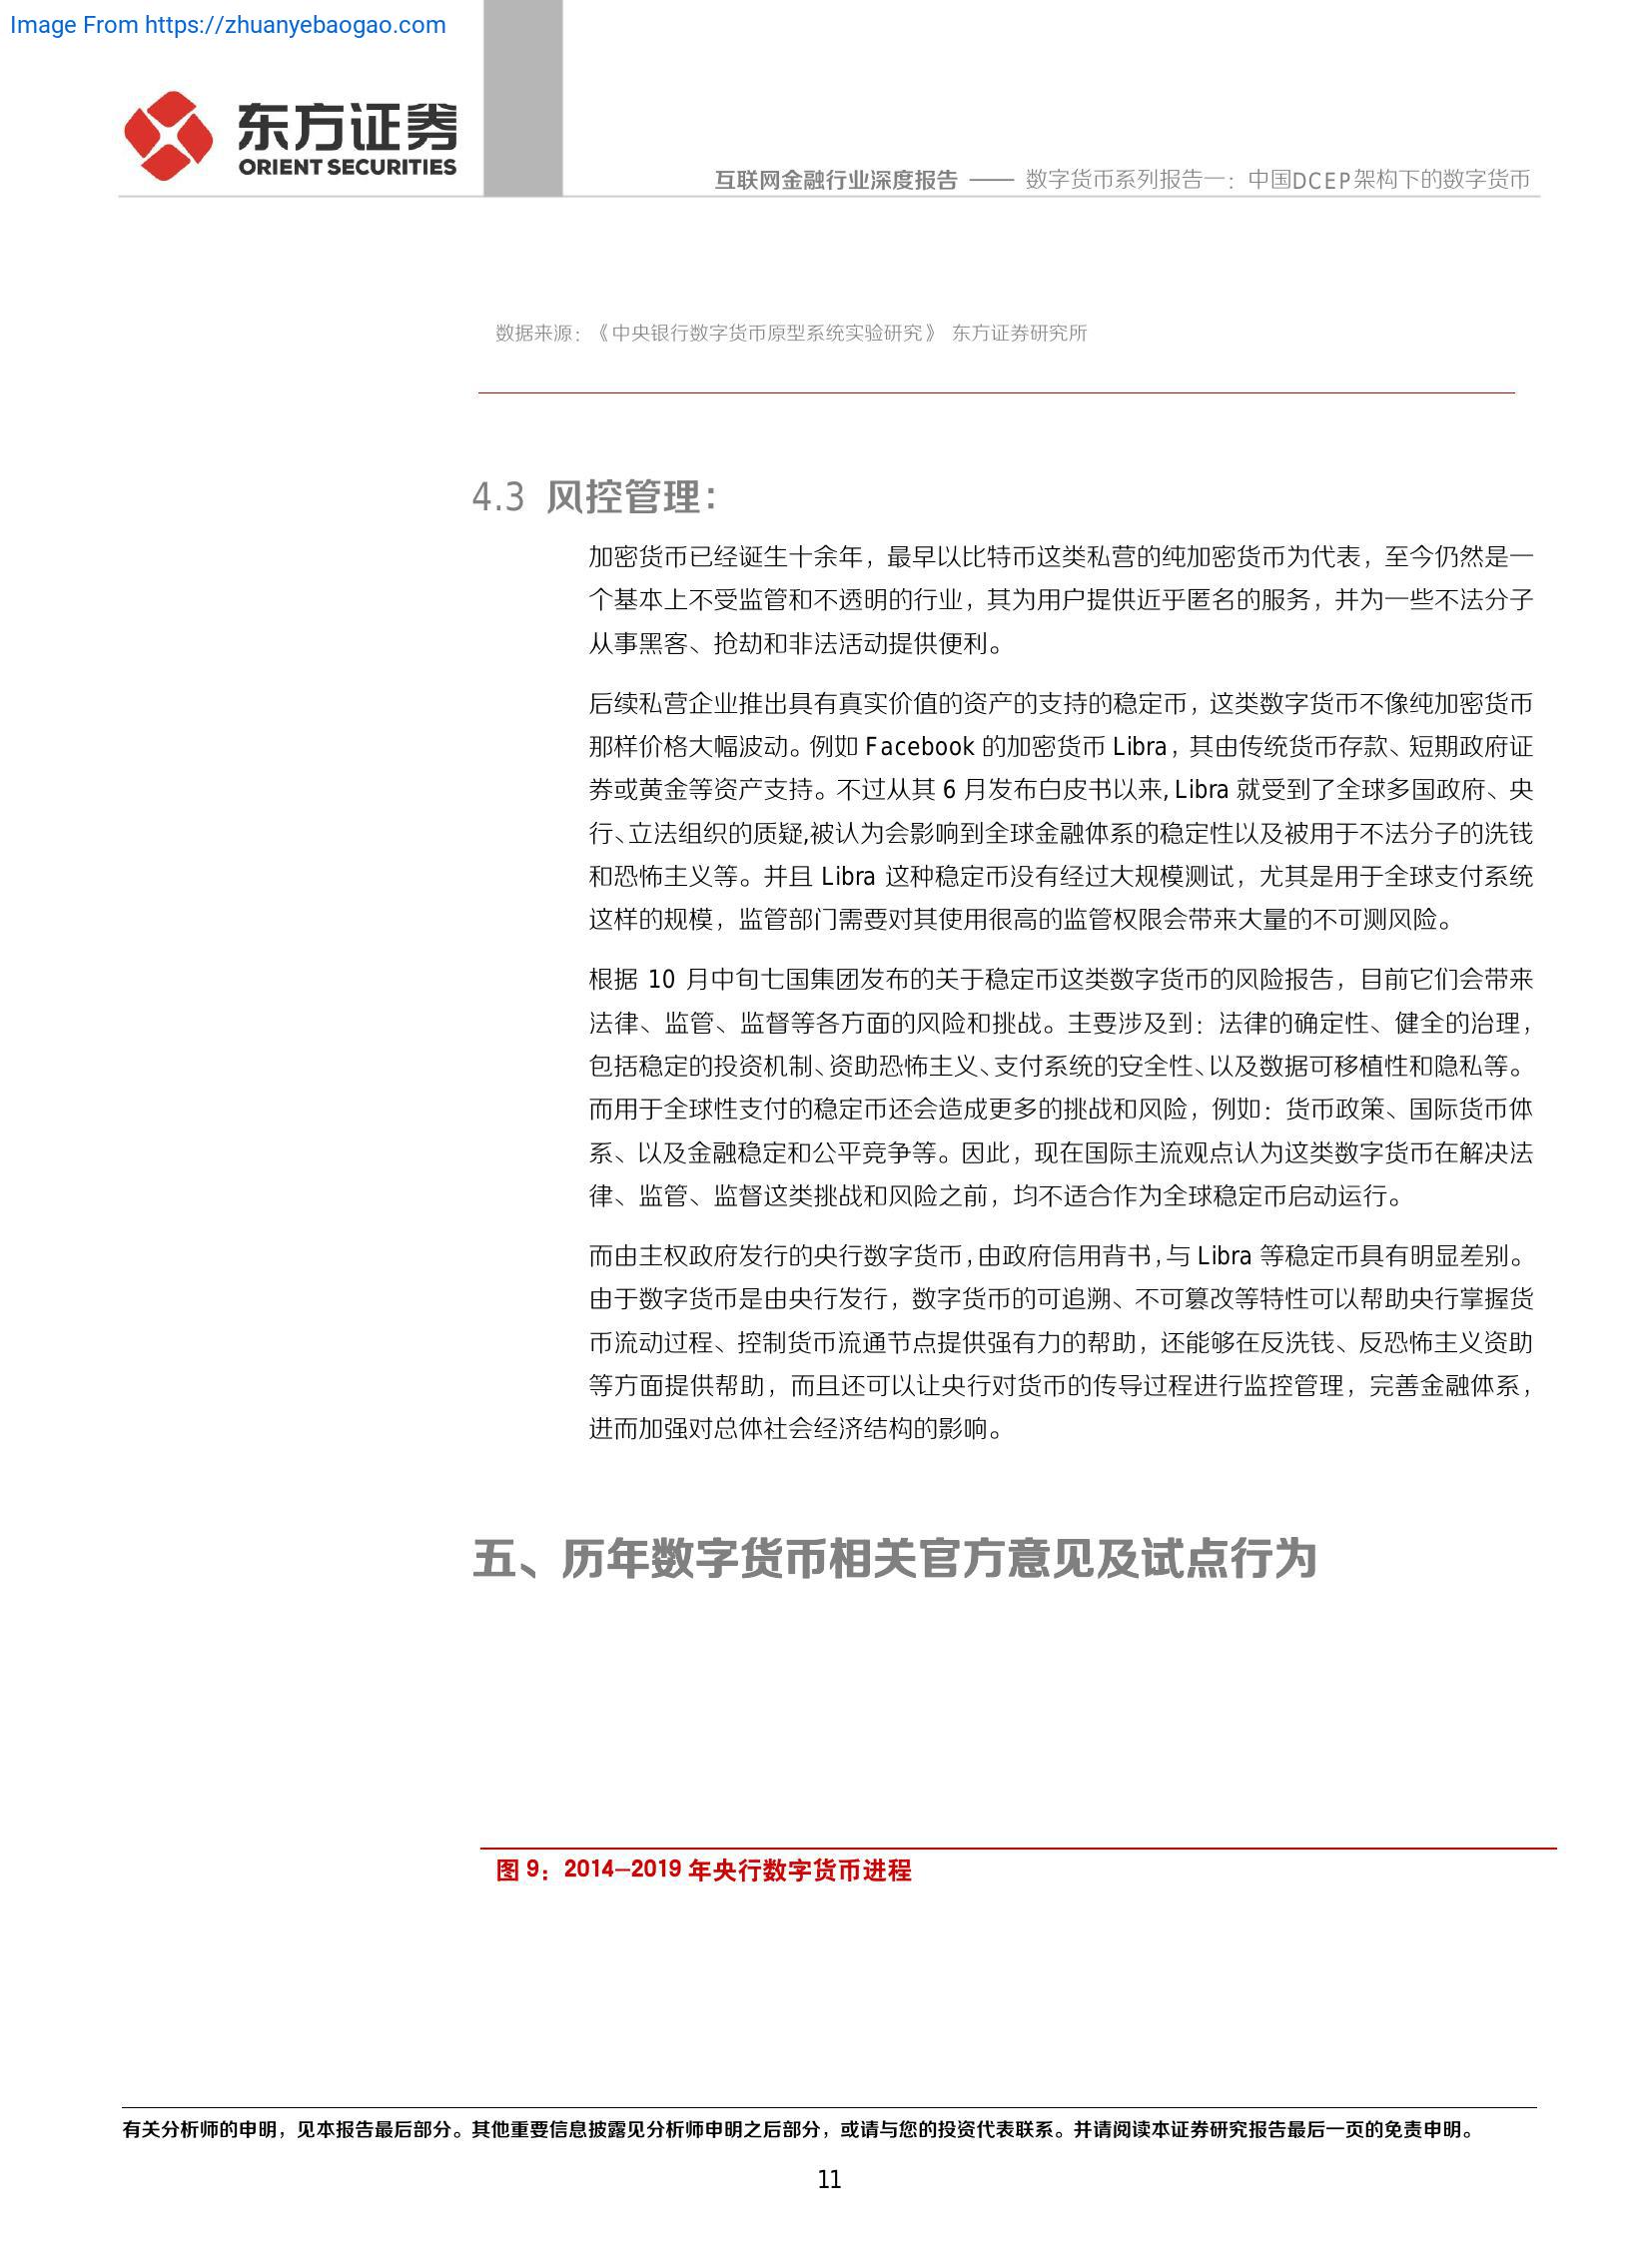 Image From https://zhuanyebaogao.com
东方证券
ORIENT SECURITIES
互联网金融行业深度报告 —— 数字货币系列报告一：中国DCEP架构下的数字货币
数据来源：《中央银行数字货币原型系统实验研究》 东方证券研究所
4.3 风控管理：
加密货币已经诞生十余年，最早以比特币这类私营的纯加密货币为代表，至今仍然是一
个基本上不受监管和不透明的行业，其为用户提供近乎匿名的服务，并为一些不法分子
从事黑客、抢劫和非法活动提供便利。
后续私营企业推出具有真实价值的资产的支持的稳定币，这类数字货币不像纯加密货币
那样价格大幅波动。例如 Facebook 的加密货币 Libra，其由传统货币存款、短期政府证
券或黄金等资产支持。不过从其 6 月发布白皮书以来, Libra 就受到了全球多国政府、央
行、立法组织的质疑,被认为会影响到全球金融体系的稳定性以及被用于不法分子的洗钱
和恐怖主义等。并且 Libra 这种稳定币没有经过大规模测试，尤其是用于全球支付系统
这样的规模，监管部门需要对其使用很高的监管权限会带来大量的不可测风险。
根据 10 月中旬七国集团发布的关于稳定币这类数字货币的风险报告，目前它们会带来
法律、监管、监督等各方面的风险和挑战。主要涉及到：法律的确定性、健全的治理，
包括稳定的投资机制、资助恐怖主义、支付系统的安全性、以及数据可移植性和隐私等。
而用于全球性支付的稳定币还会造成更多的挑战和风险，例如：货币政策、国际货币体
系、以及金融稳定和公平竞争等。因此，现在国际主流观点认为这类数字货币在解决法
律、监管、监督这类挑战和风险之前，均不适合作为全球稳定币启动运行。
而由主权政府发行的央行数字货币，由政府信用背书，与 Libra 等稳定币具有明显差别。
由于数字货币是由央行发行，数字货币的可追溯、不可篡改等特性可以帮助央行掌握货
币流动过程、控制货币流通节点提供强有力的帮助，还能够在反洗钱、反恐怖主义资助
等方面提供帮助，而且还可以让央行对货币的传导过程进行监控管理，完善金融体系，
进而加强对总体社会经济结构的影响。
五、历年数字货币相关官方意见及试点行为
图 9：2014–2019 年央行数字货币进程
有关分析师的申明，见本报告最后部分。其他重要信息披露见分析师申明之后部分，或请与您的投资代表联系。并请阅读本证券研究报告最后一页的免责申明。
11